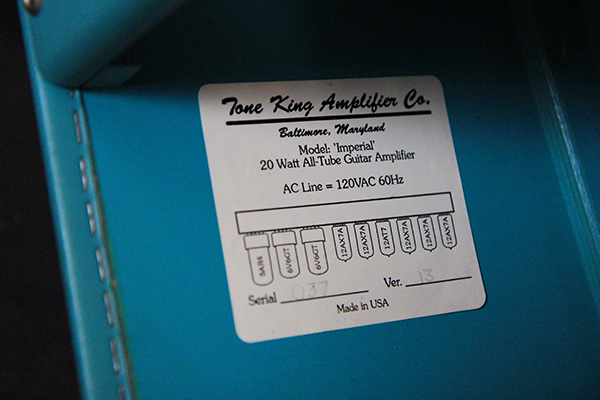 Tone King Amplifier Co.
Baltimore, Maryland
Model: 'Imperial'
20 Watt All-Tube Guitar Amplifier
AC Line = 120VAC 60Hz
5AR4 6V6GT 6V6GT 12AX7A 12AX7A 12AT7 12AX7A 12AX7A 12AX7A
Serial 037 Ver. 13
Made in USA